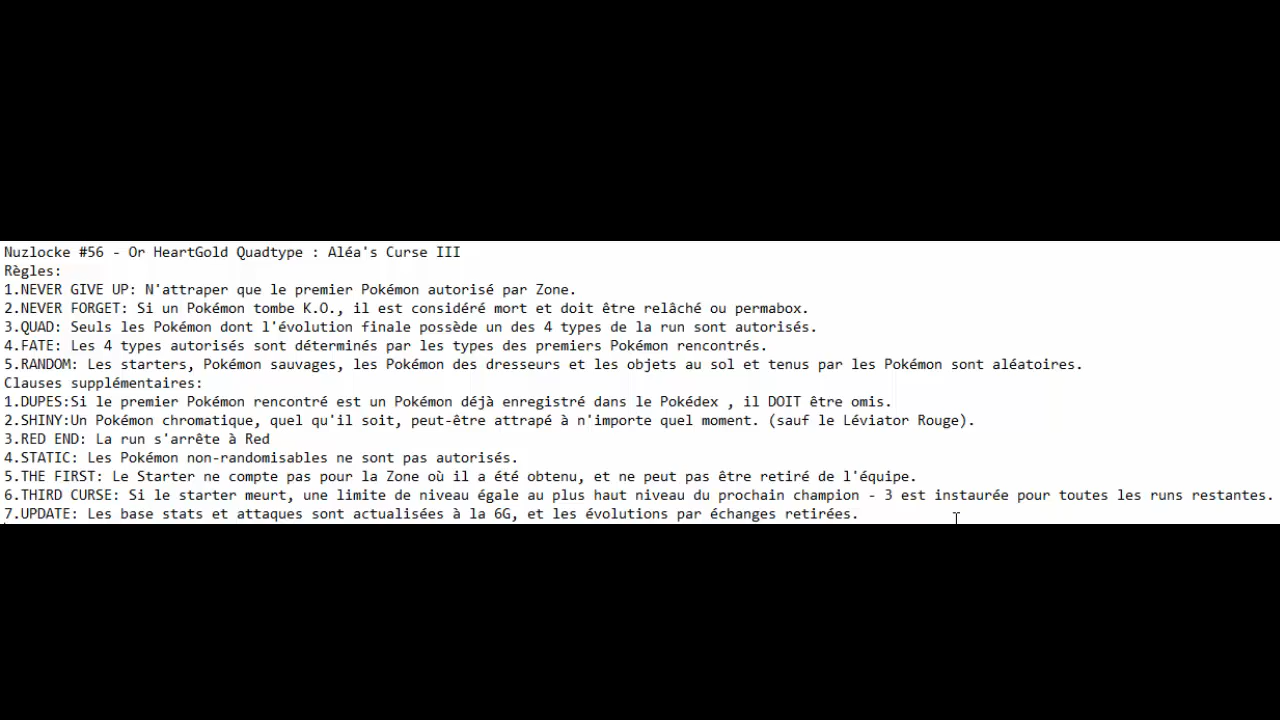 Nuzlocke #56 - Or HeartGold Quadtype : Aléa's Curse III
Règles:
1.NEVER GIVE UP: N'attraper que le premier Pokémon autorisé par Zone.
2.NEVER FORGET: Si un Pokémon tombe K.O., il est considéré mort et doit être relâché ou permabox.
3.QUAD: Seuls les Pokémon dont l'évolution finale possède un des 4 types de la run sont autorisés.
4.FATE: Les 4 types autorisés sont déterminés par les types des premiers Pokémon rencontrés.
5.RANDOM: Les starters, Pokémon sauvages, les Pokémon des dresseurs et les objets au sol et tenus par les Pokémon sont aléatoires.
Clauses supplémentaires:
1.DUPES:Si le premier Pokémon rencontré est un Pokémon déjà enregistré dans le Pokédex , il DOIT être omis.
2.SHINY:Un Pokémon chromatique, quel qu'il soit, peut-être attrapé à n'importe quel moment. (sauf le Léviator Rouge).
3.RED END: La run s'arrête à Red
4.STATIC: Les Pokémon non-randomisables ne sont pas autorisés.
5.THE FIRST: Le Starter ne compte pas pour la Zone où il a été obtenu, et ne peut pas être retiré de l'équipe.
6.THIRD CURSE: Si le starter meurt, une limite de niveau égale au plus haut niveau du prochain champion - 3 est instaurée pour toutes les runs restantes.
7.UPDATE: Les base stats et attaques sont actualisées à la 6G, et les évolutions par échanges retirées.